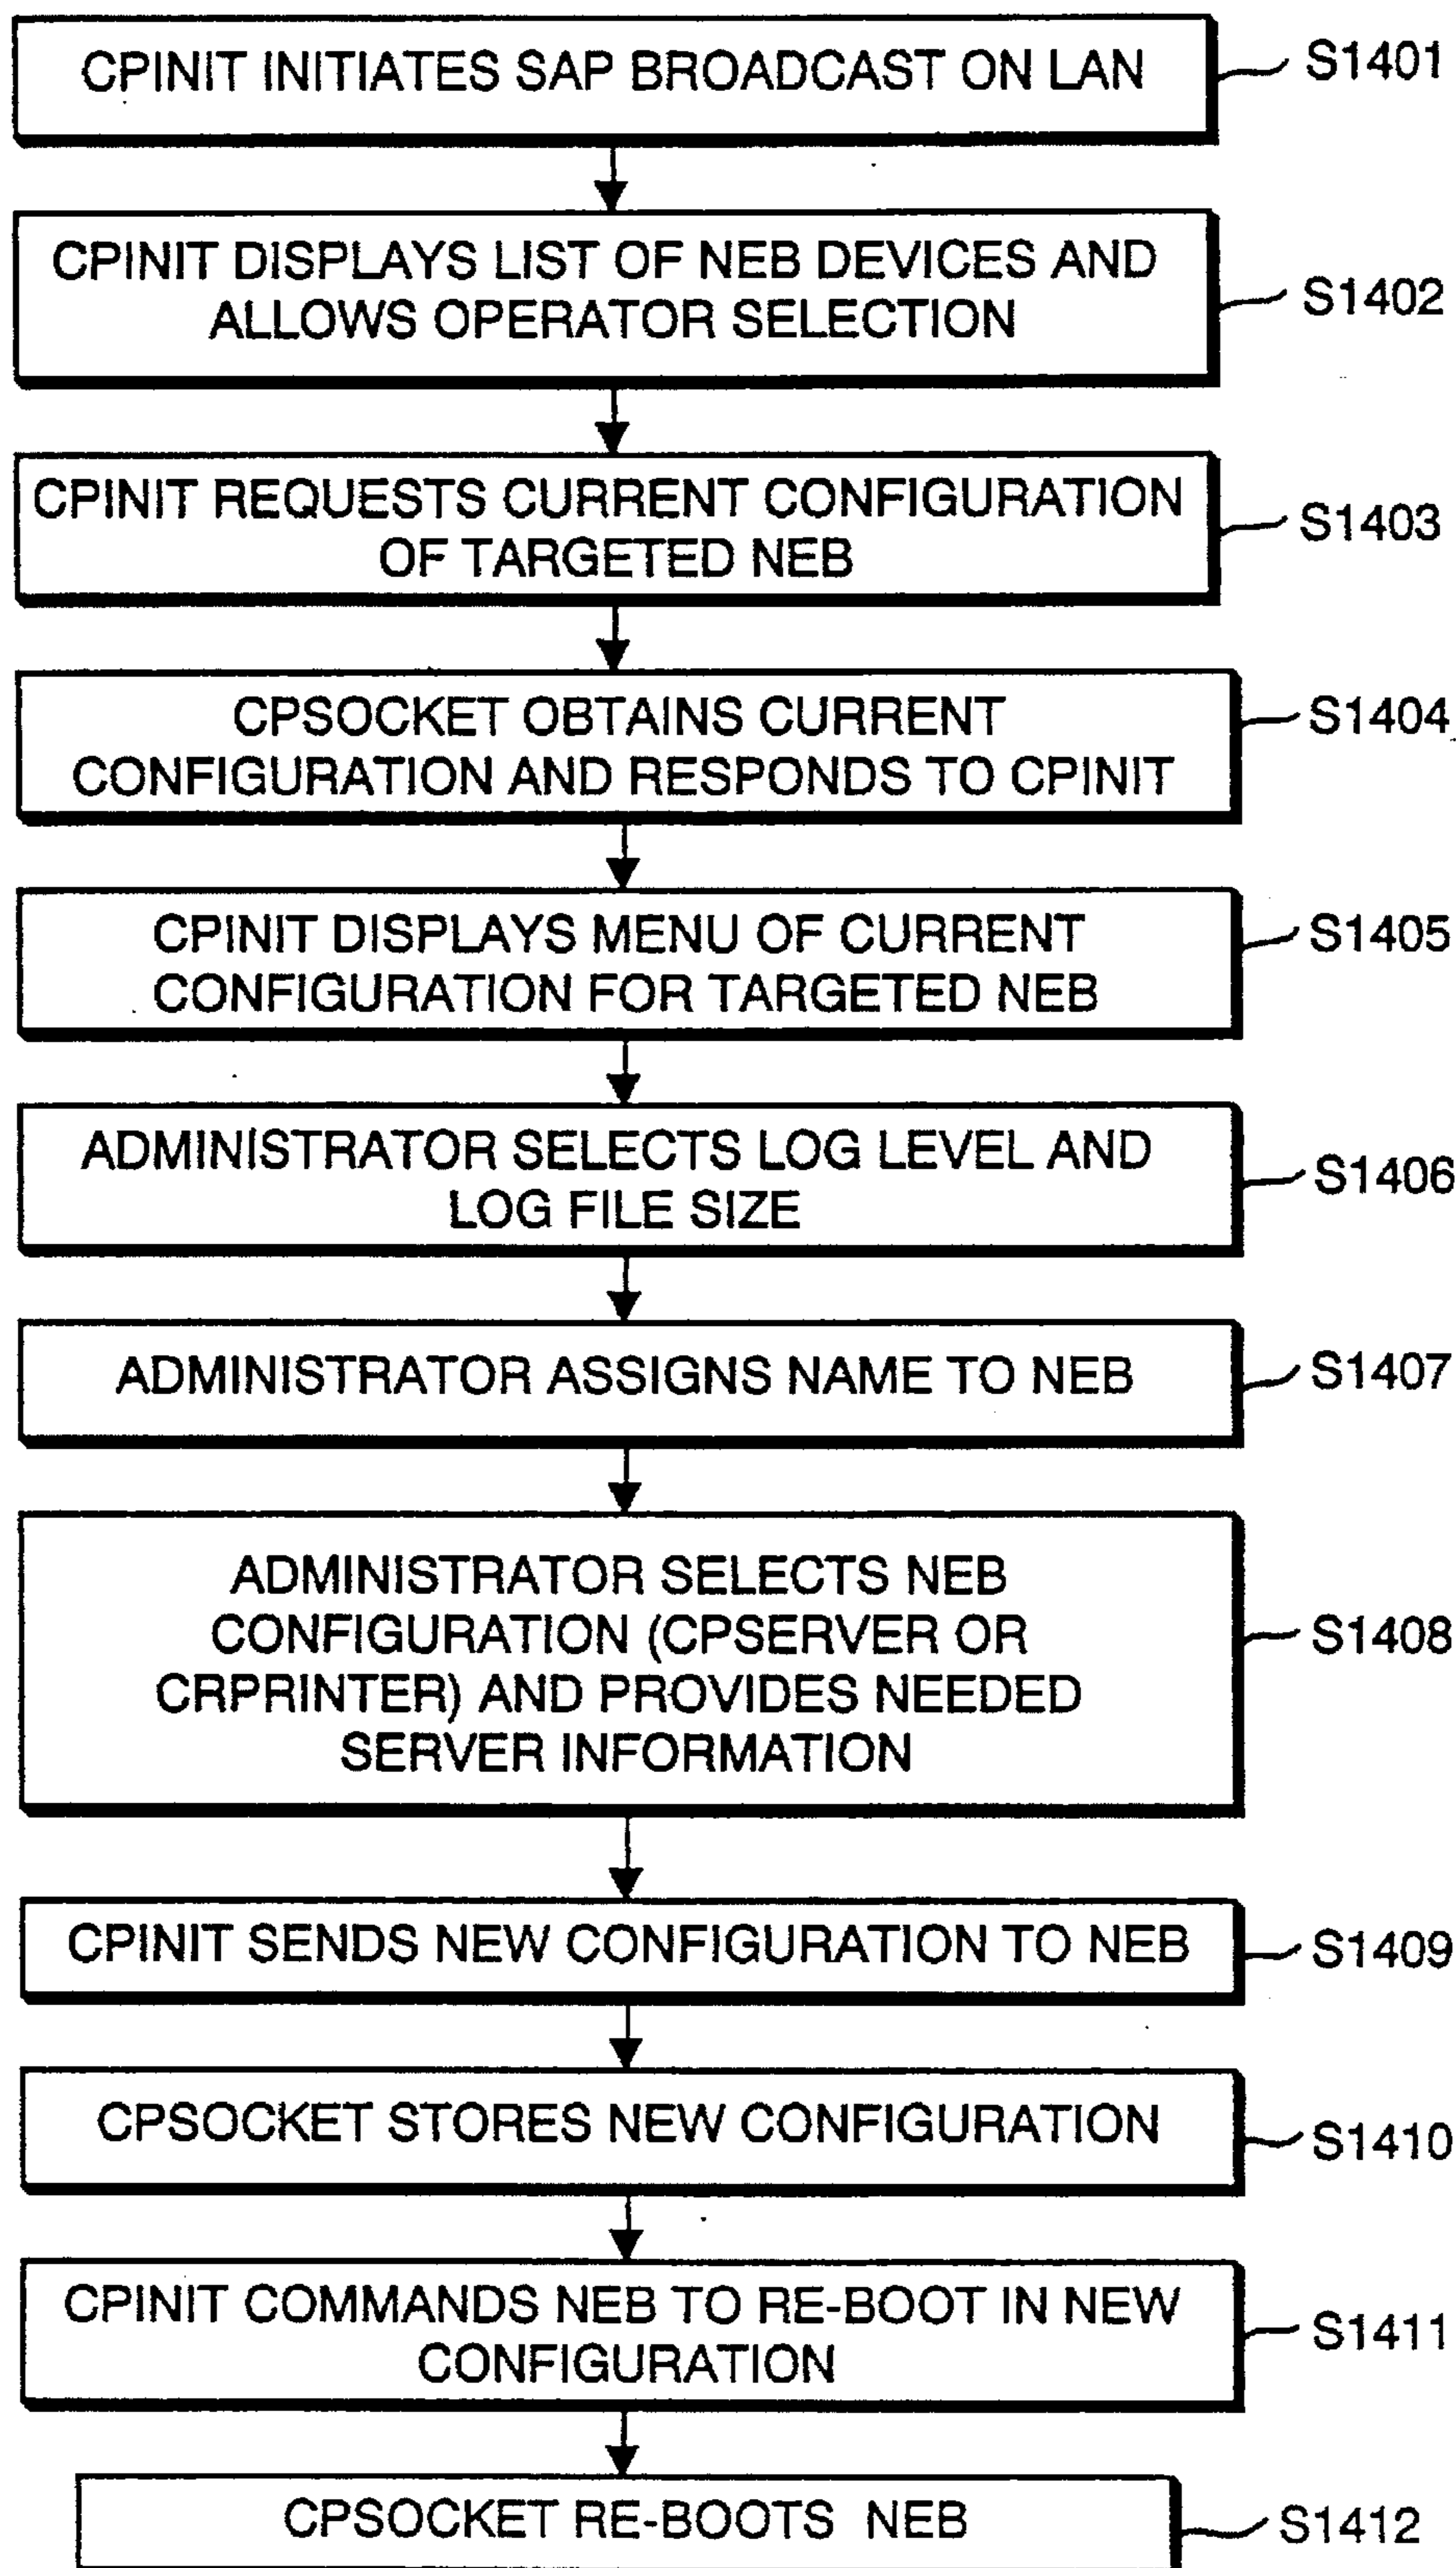 CPINIT INITIATES SAP BROADCAST ON LAN
S1401
CPINIT DISPLAYS LIST OF NEB DEVICES AND
ALLOWS OPERATOR SELECTION
S1402
CPINIT REQUESTS CURRENT CONFIGURATION
OF TARGETED NEB
S1403
CPSOCKET OBTAINS CURRENT
CONFIGURATION AND RESPONDS TO CPINIT
S1404
CPINIT DISPLAYS MENU OF CURRENT
CONFIGURATION FOR TARGETED NEB
S1405
ADMINISTRATOR SELECTS LOG LEVEL AND
LOG FILE SIZE
S1406
ADMINISTRATOR ASSIGNS NAME TO NEB
S1407
ADMINISTRATOR SELECTS NEB
CONFIGURATION (CPSERVER OR
CRPRINTER) AND PROVIDES NEEDED
SERVER INFORMATION
S1408
CPINIT SENDS NEW CONFIGURATION TO NEB
S1409
CPSOCKET STORES NEW CONFIGURATION
S1410
CPINIT COMMANDS NEB TO RE-BOOT IN NEW
CONFIGURATION
S1411
CPSOCKET RE-BOOTS NEB
S1412